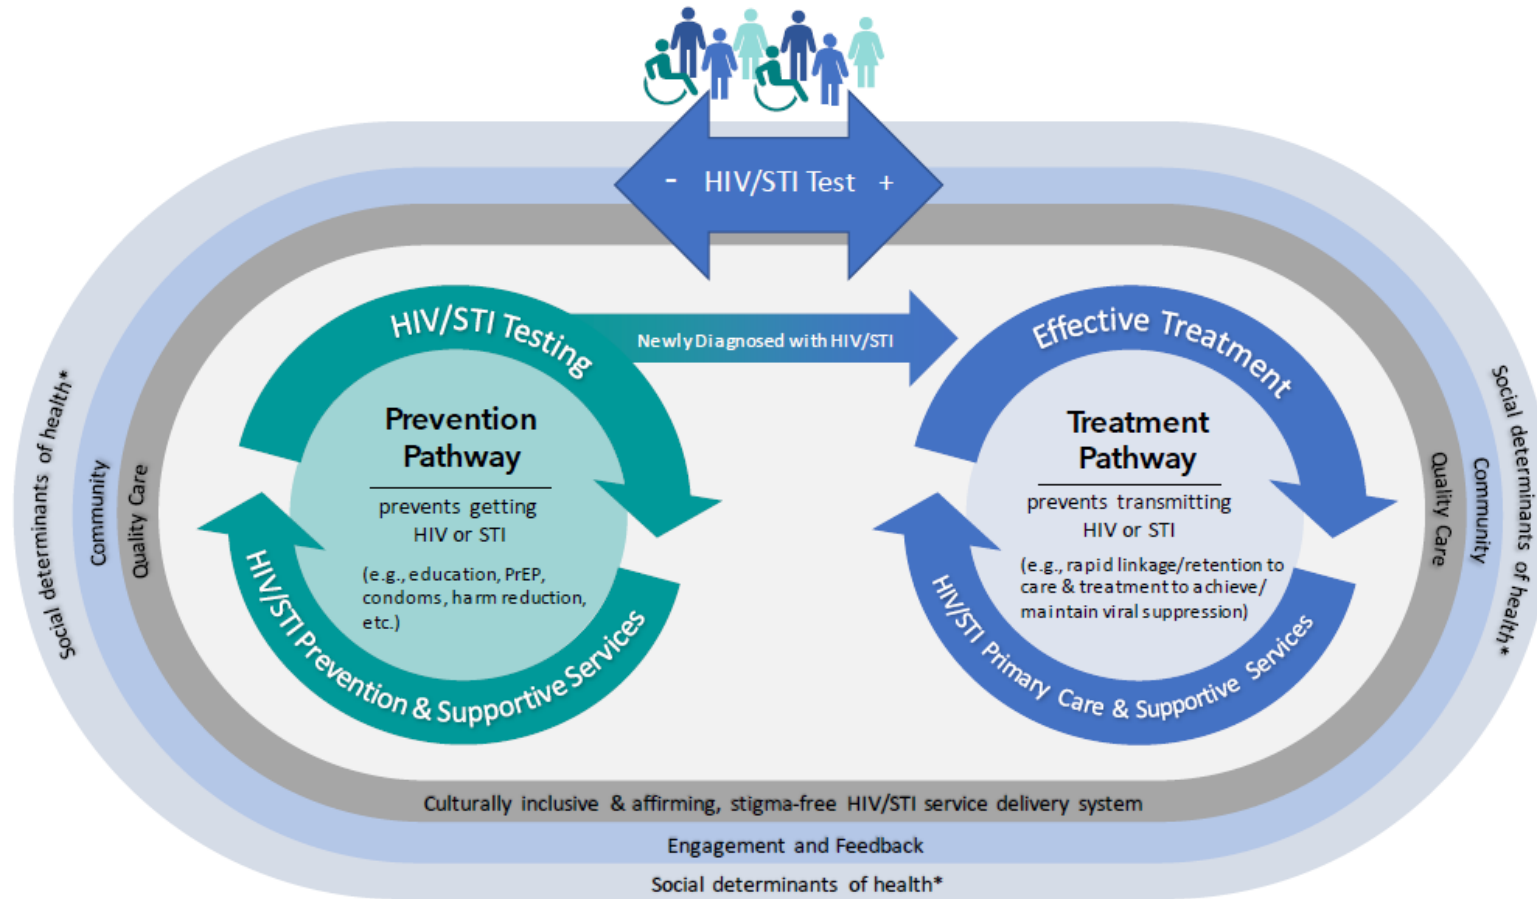 - HIV/STI Test +
HIV/STI Testing
Newly Diagnosed with HIV/STI
Effective Treatment
Prevention
Pathway
prevents getting
HIV or STI
(e.g., education, PrEP,
condoms, harm reduction,
etc.)
HIV/STI Prevention & Supportive Services
Treatment
Pathway
prevents transmitting
HIV or STI
(e.g., rapid linkage/retention to
care & treatment to achieve/
maintain viral suppression)
HIV/STI Primary Care & Supportive Services
Social determinants of health*
Community
Quality Care
Quality Care
Community
Social determinants of health*
Culturally inclusive & affirming, stigma-free HIV/STI service delivery system
Engagement and Feedback
Social determinants of health*